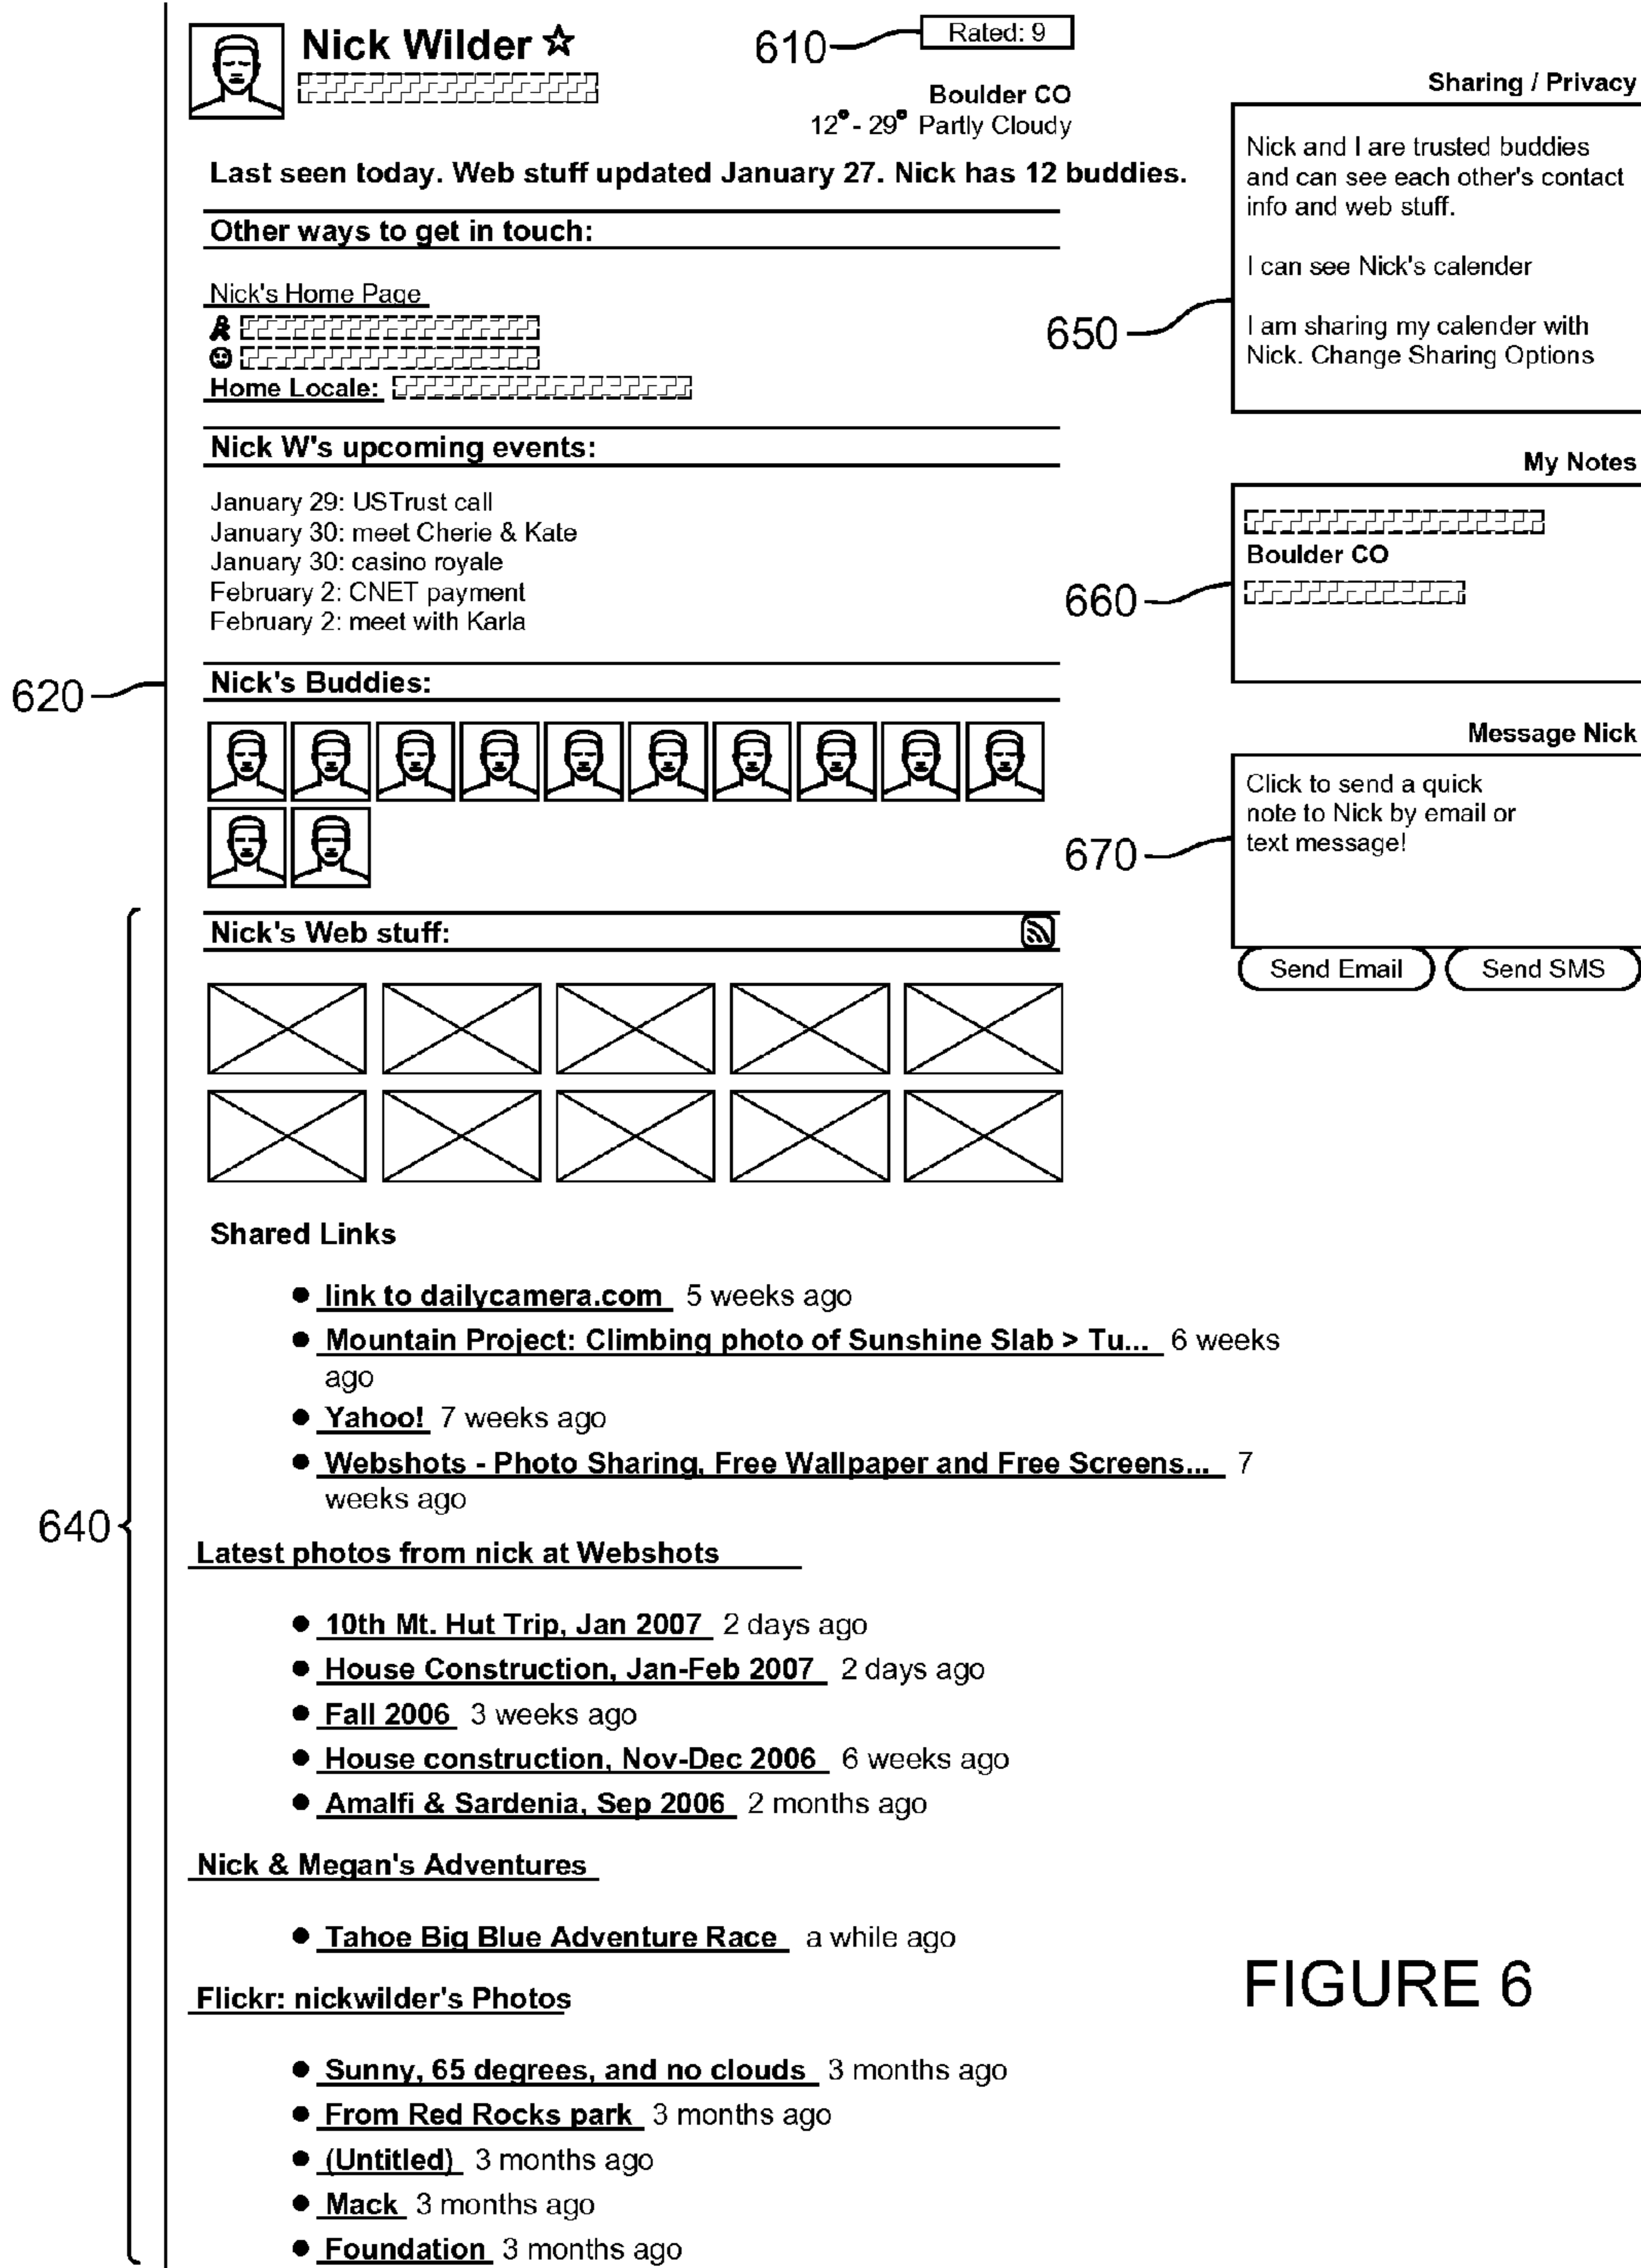 Nick Wilder
610
Rated: 9
Boulder CO
12° - 29° Partly Cloudy
Last seen today. Web stuff updated January 27. Nick has 12 buddies.
Other ways to get in touch:
Nick's Home Page
Home Locale:
Nick W's upcoming events:
January 29: USTrust call
January 30: meet Cherie & Kate
January 30: casino royale
February 2: CNET payment
February 2: meet with Karla
620
Nick's Buddies:
640
Nick's Web stuff:
Shared Links
● link to dailycamera.com 5 weeks ago
● Mountain Project: Climbing photo of Sunshine Slab > Tu... 6 weeks
ago
● Yahoo! 7 weeks ago
● Webshots - Photo Sharing, Free Wallpaper and Free Screens... 7
weeks ago
Latest photos from nick at Webshots
● 10th Mt. Hut Trip, Jan 2007 2 days ago
● House Construction, Jan-Feb 2007 2 days ago
● Fall 2006 3 weeks ago
● House construction, Nov-Dec 2006 6 weeks ago
● Amalfi & Sardenia, Sep 2006 2 months ago
Nick & Megan's Adventures
● Tahoe Big Blue Adventure Race a while ago
Flickr: nickwilder's Photos
● Sunny, 65 degrees, and no clouds 3 months ago
● From Red Rocks park 3 months ago
● (Untitled) 3 months ago
● Mack 3 months ago
● Foundation 3 months ago
Sharing / Privacy
650
Nick and I are trusted buddies
and can see each other's contact
info and web stuff.
I can see Nick's calender
I am sharing my calender with
Nick. Change Sharing Options
My Notes
660
Boulder CO
Message Nick
670
Click to send a quick
note to Nick by email or
text message!
Send Email
Send SMS
FIGURE 6